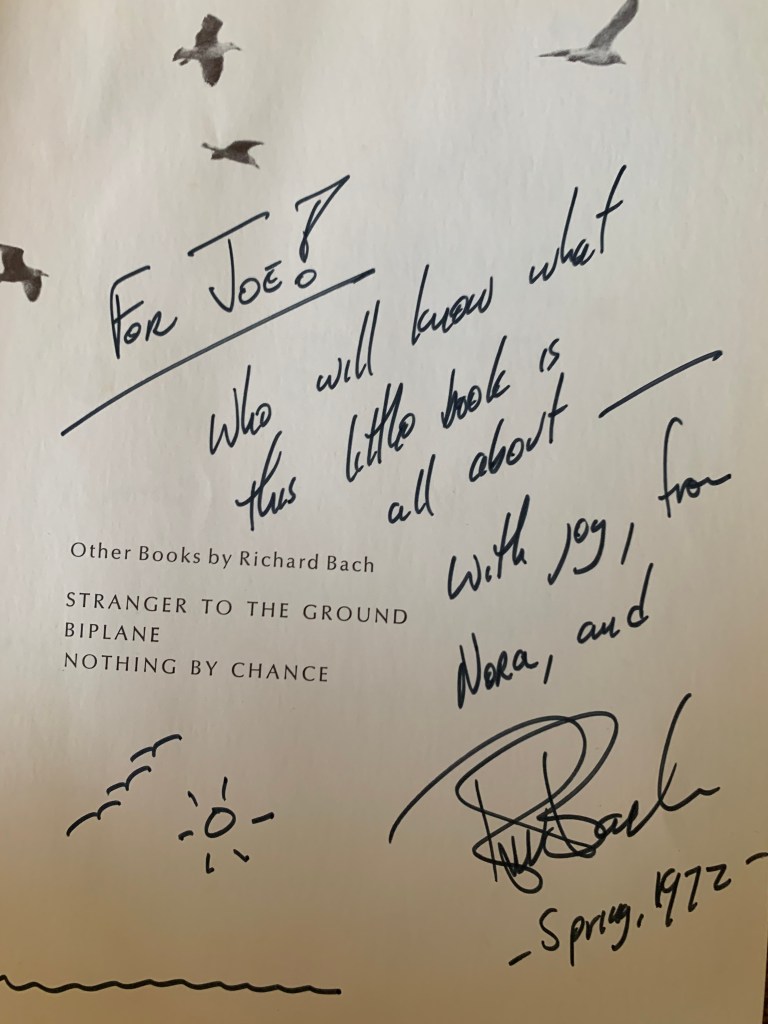 FOR JOE!
Who will know what
this little book is
all about —
with joy, from
Nora, and
Other Books by Richard Bach
STRANGER TO THE GROUND
BIPLANE
NOTHING BY CHANCE
Bach
- Spring, 1972 -